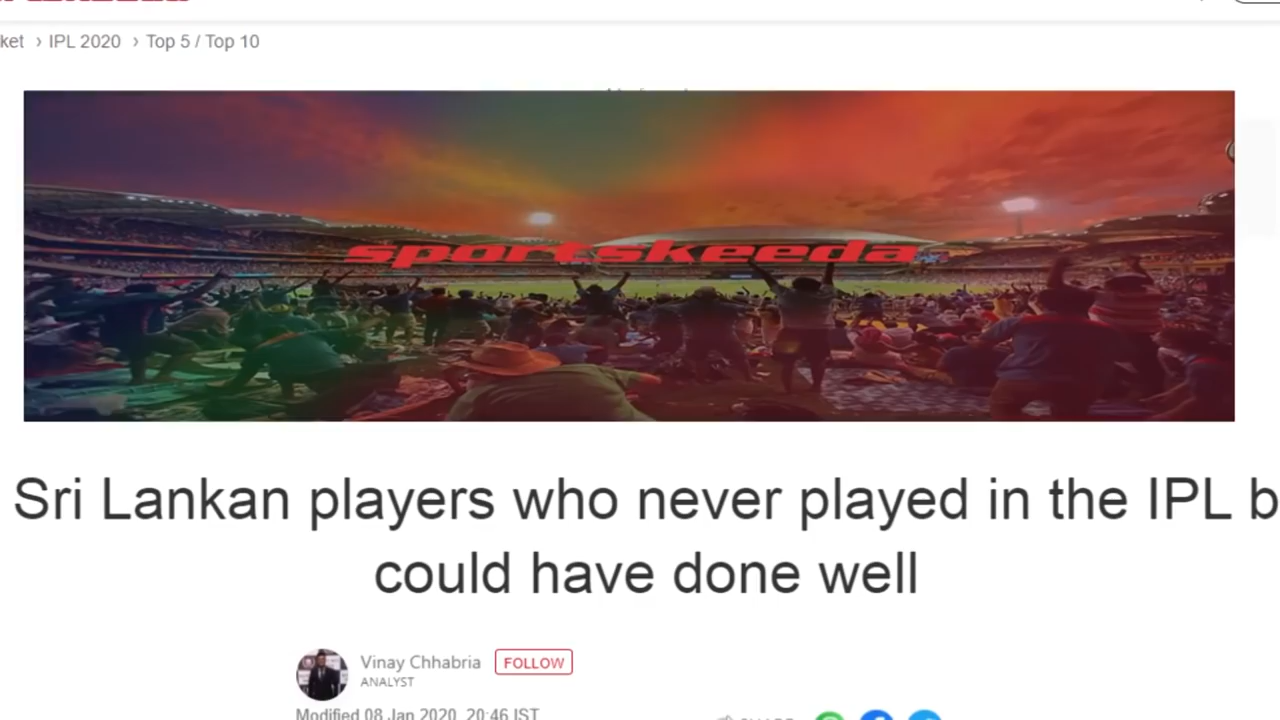 ket › IPL 2020 › Top 5 / Top 10
sportskeeda
Sri Lankan players who never played in the IPL b
could have done well
Vinay Chhabria FOLLOW
ANALYST
Modified 08 Jan 2020, 20:46 IST
SHARE